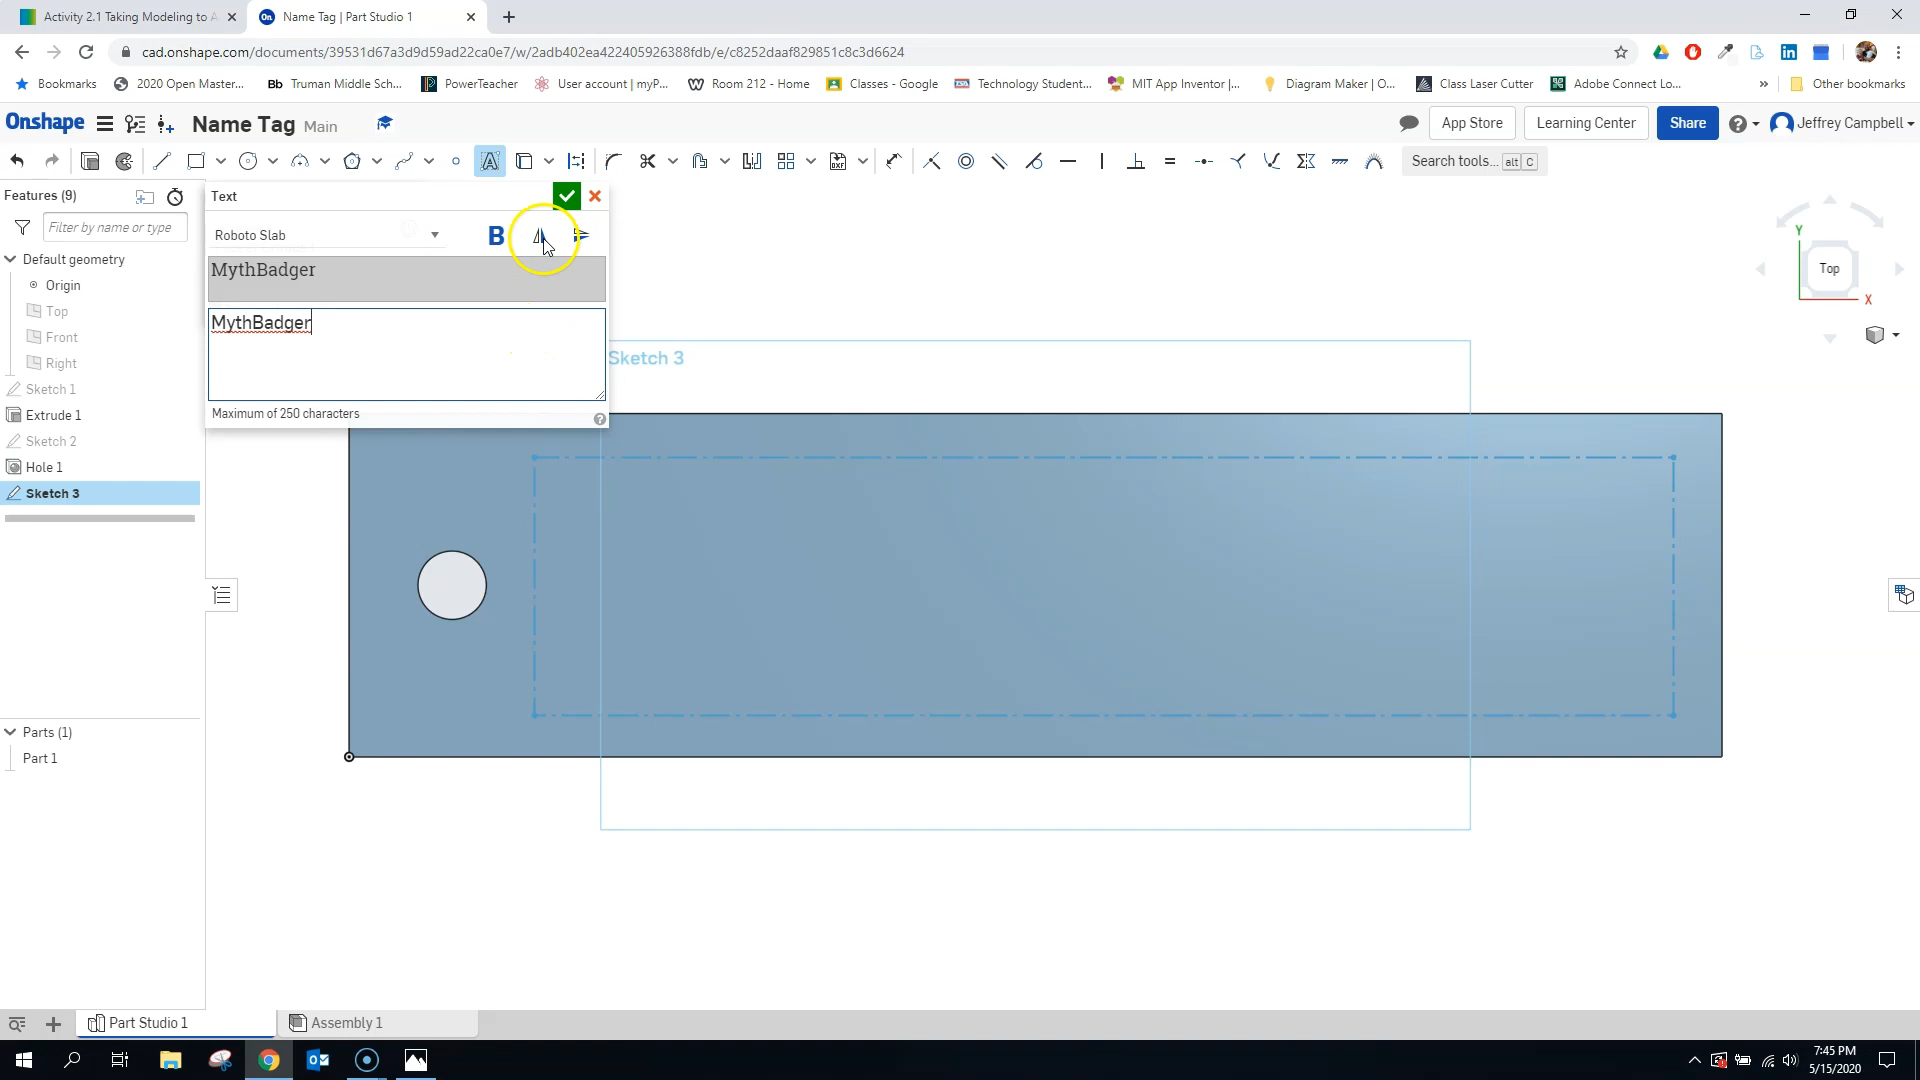 Activity 2.1 Taking Modeling to A
Name Tag | Part Studio 1
cad.onshape.com/documents/39531d67a3d9d59ad22ca0e7/w/2adb402ea422405926388fdb/e/c8252daaf829851c8c3d6624
Bookmarks
2020 Open Master...
Bb Truman Middle Sch...
PowerTeacher
User account | myP...
Room 212 - Home
Classes - Google
Technology Student...
MIT App Inventor |...
Diagram Maker | O...
Class Laser Cutter
Adobe Connect Lo...
»
Other bookmarks
Onshape
Name Tag Main
App Store
Learning Center
Share
Jeffrey Campbell
Search tools... alt C
Features (9)
Filter by name or type
Default geometry
Origin
Top
Front
Right
Sketch 1
Extrude 1
Sketch 2
Hole 1
Sketch 3
Parts (1)
Part 1
Text
Roboto Slab
B
MythBadger
MythBadger
Maximum of 250 characters
Sketch 3
Y
Top
X
Part Studio 1
Assembly 1
7:45 PM
5/15/2020